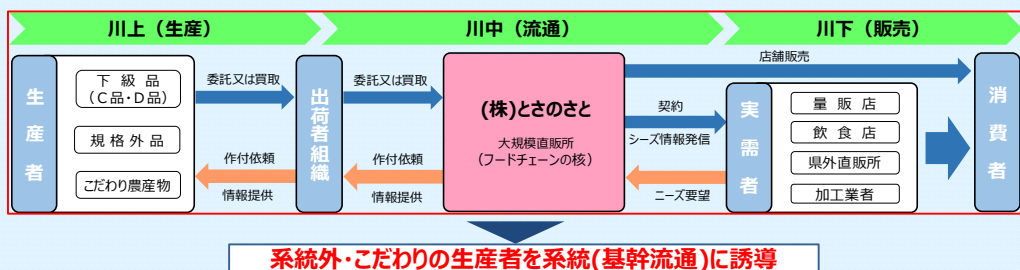 川上（生産）
川中（流通）
川下（販売）
生産者
下級品
（C品・D品）
規格外品
こだわり農産物
委託又は買取
作付依頼
情報提供
出荷者組織
委託又は買取
作付依頼
情報提供
(株)とさのさと
大規模直販所
（フードチェーンの核）
店舗販売
契約
シーズ情報発信
ニーズ要望
実需者
量販店
飲食店
県外直販所
加工業者
消費者
系統外・こだわりの生産者を系統(基幹流通)に誘導